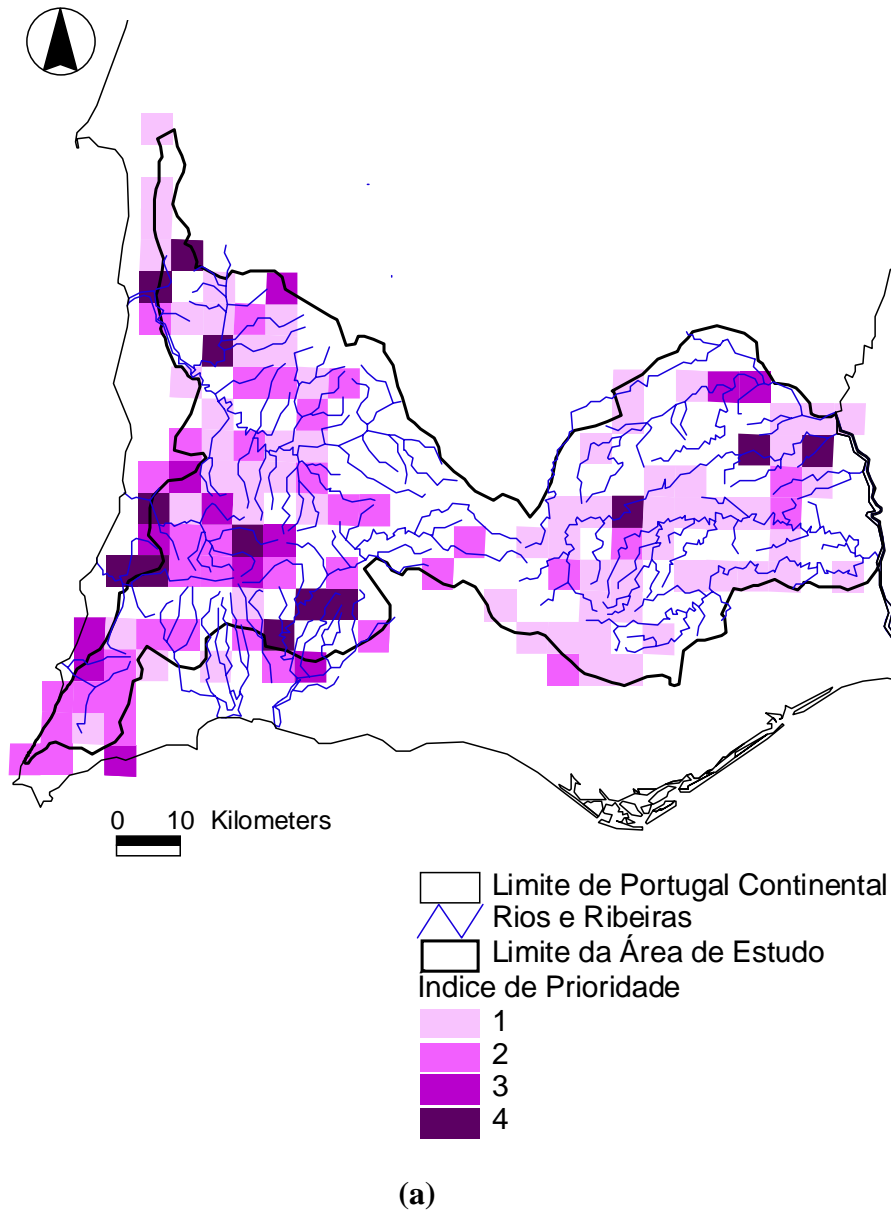 0 10 Kilometers
Limite de Portugal Continental
Rios e Ribeiras
Limite da Área de Estudo
Índice de Prioridade
1
2
3
4
(a)